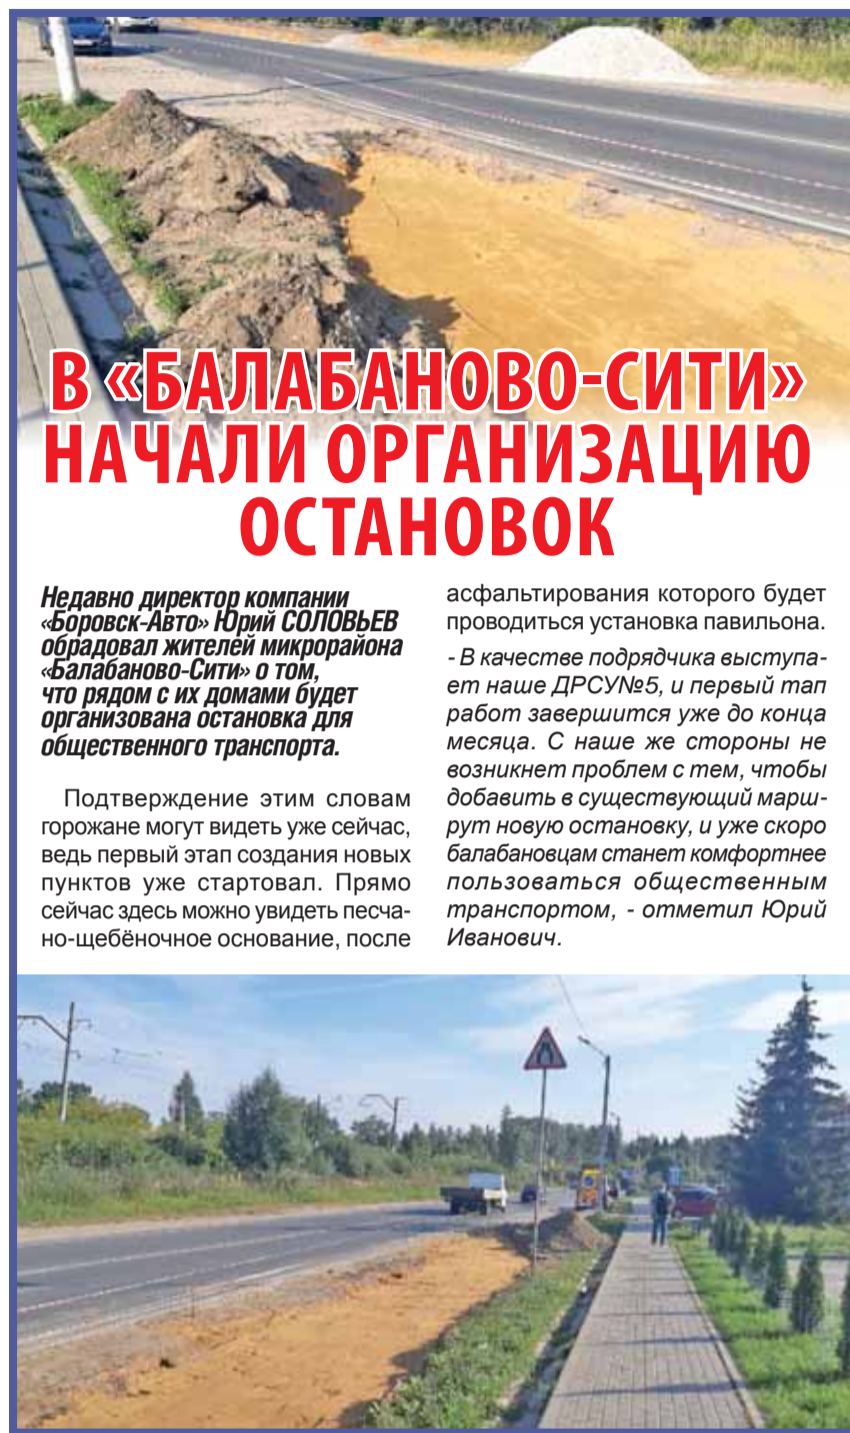 В «БАЛАБАНОВО-СИТИ»
НАЧАЛИ ОРГАНИЗАЦИЮ
ОСТАНОВОК
Недавно директор компании
«Боровск-Авто» Юрий СОЛОВЬЕВ
обрадовал жителей микрорайона
«Балабаново-Сити» о том,
что рядом с их домами будет
организована остановка для
общественного транспорта.
Подтверждение этим словам
горожане могут видеть уже сейчас,
ведь первый этап создания новых
пунктов уже стартовал. Прямо
сейчас здесь можно увидеть песча-
но-щебёночное основание, после
асфальтирования которого будет
проводиться установка павильона.
- В качестве подрядчика выступа-
ет наше ДРСУ№5, и первый тап
работ завершится уже до конца
месяца. С наше же стороны не
возникнет проблем с тем, чтобы
добавить в существующий марш-
рут новую остановку, и уже скоро
балабановцам станет комфортнее
пользоваться общественным
транспортом, - отметил Юрий
Иванович.